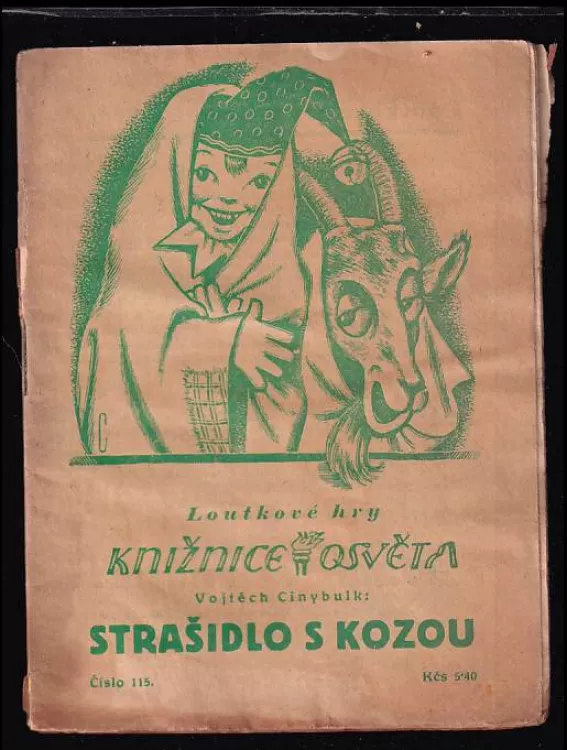 C
Loutkové hry
KNIŽNICE OSVĚTA
Vojtěch Cinybulk:
STRAŠIDLO S KOZOU
Číslo 115. Kčs 5·40